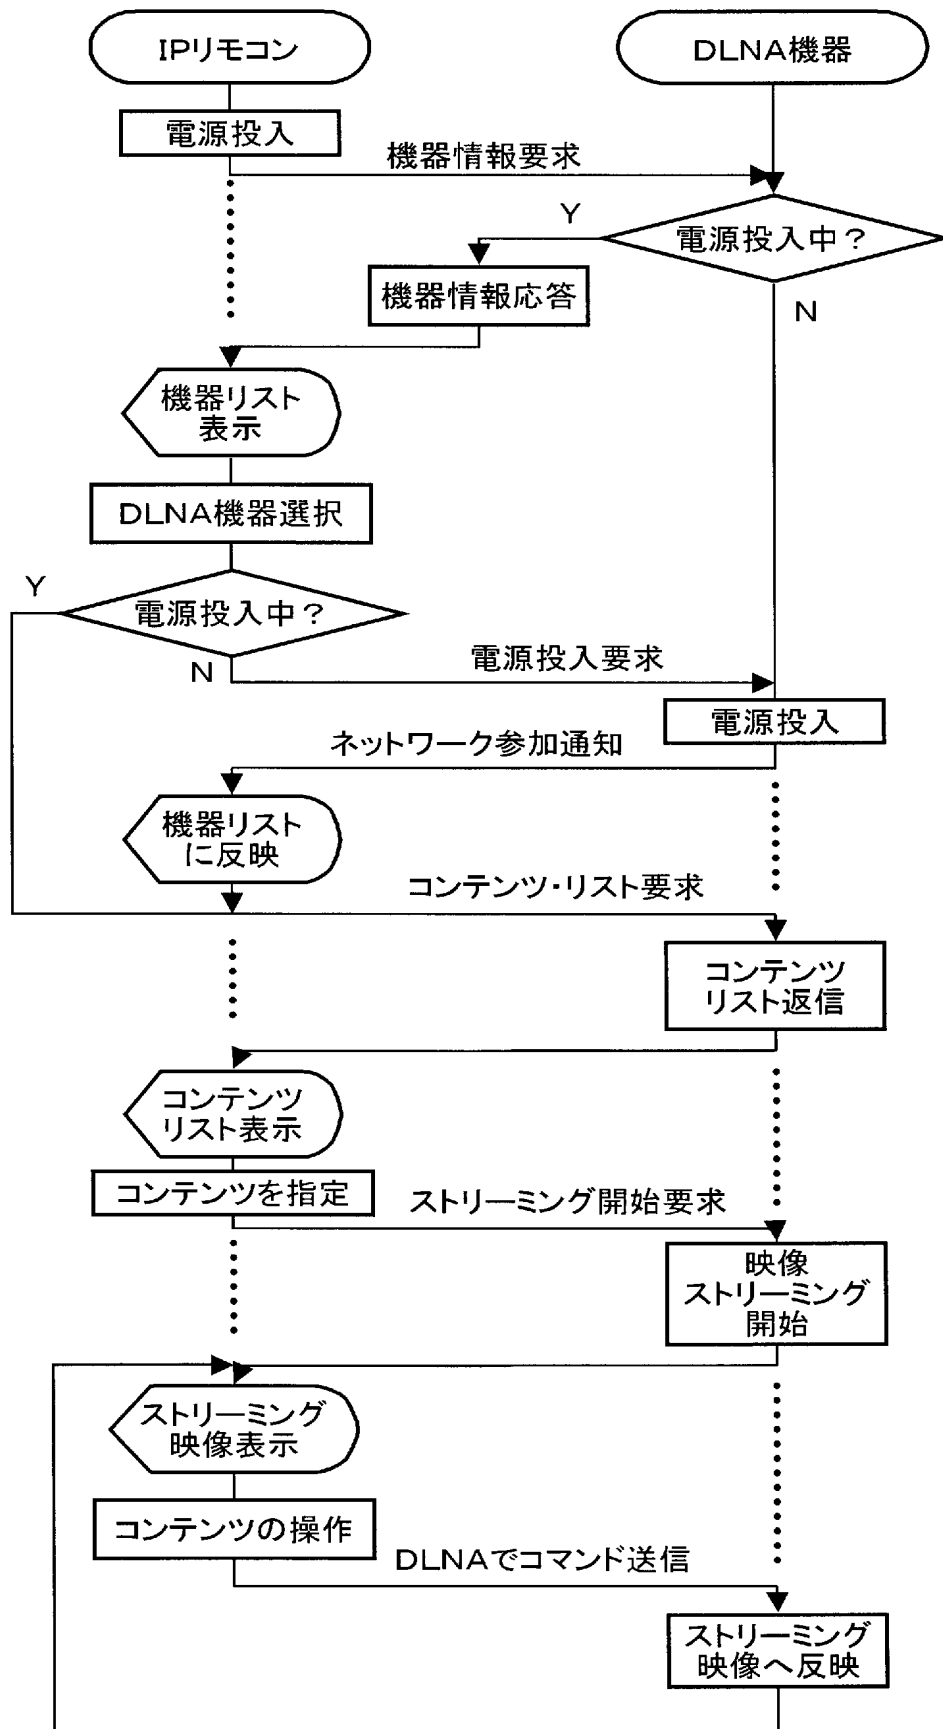 IPリモコン
DLNA機器
電源投入
機器情報要求
Y
電源投入中？
機器情報応答
N
機器リスト
表示
DLNA機器選択
Y
電源投入中？
N
電源投入要求
電源投入
ネットワーク参加通知
機器リスト
に反映
コンテンツ・リスト要求
コンテンツ
リスト返信
コンテンツ
リスト表示
コンテンツを指定
ストリーミング開始要求
映像
ストリーミング
開始
ストリーミング
映像表示
コンテンツの操作
DLNAでコマンド送信
ストリーミング
映像へ反映